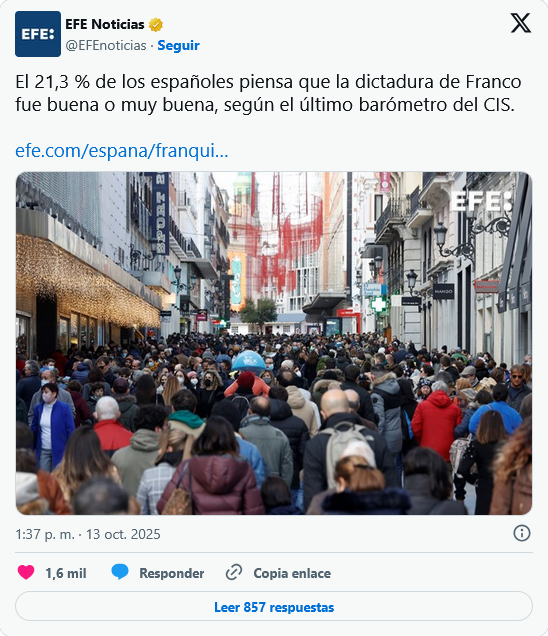 EFE:
EFE Noticias
@EFEnoticias · Seguir
El 21,3 % de los españoles piensa que la dictadura de Franco
fue buena o muy buena, según el último barómetro del CIS.
efe.com/espana/franqui...
EFE:
MANGO
1:37 p. m. · 13 oct. 2025
1,6 mil
Responder
Copia enlace
Leer 857 respuestas